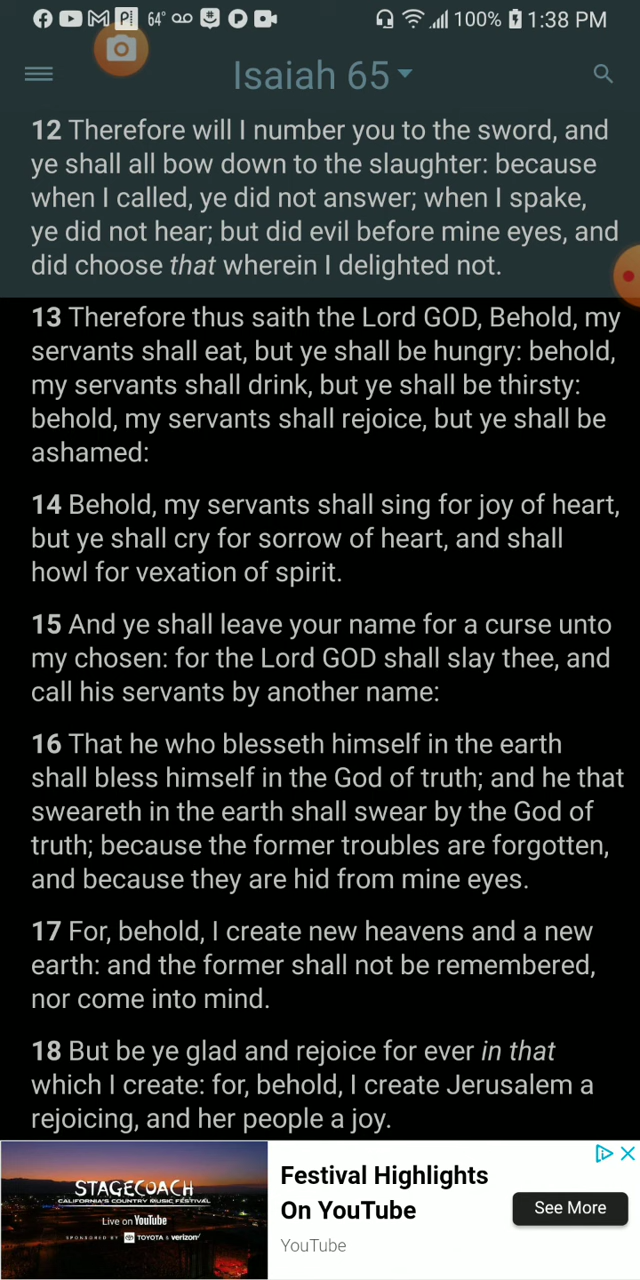 64° 100% 1:38 PM
Isaiah 65
12 Therefore will I number you to the sword, and
ye shall all bow down to the slaughter: because
when I called, ye did not answer; when I spake,
ye did not hear; but did evil before mine eyes, and
did choose that wherein I delighted not.
13 Therefore thus saith the Lord GOD, Behold, my
servants shall eat, but ye shall be hungry: behold,
my servants shall drink, but ye shall be thirsty:
behold, my servants shall rejoice, but ye shall be
ashamed:
14 Behold, my servants shall sing for joy of heart,
but ye shall cry for sorrow of heart, and shall
howl for vexation of spirit.
15 And ye shall leave your name for a curse unto
my chosen: for the Lord GOD shall slay thee, and
call his servants by another name:
16 That he who blesseth himself in the earth
shall bless himself in the God of truth; and he that
sweareth in the earth shall swear by the God of
truth; because the former troubles are forgotten,
and because they are hid from mine eyes.
17 For, behold, I create new heavens and a new
earth: and the former shall not be remembered,
nor come into mind.
18 But be ye glad and rejoice for ever in that
which I create: for, behold, I create Jerusalem a
rejoicing, and her people a joy.
STAGECOACH
CALIFORNIA'S COUNTRY MUSIC FESTIVAL
Live on YouTube
SPONSORED BY TOYOTA & verizon
Festival Highlights
On YouTube
YouTube
See More